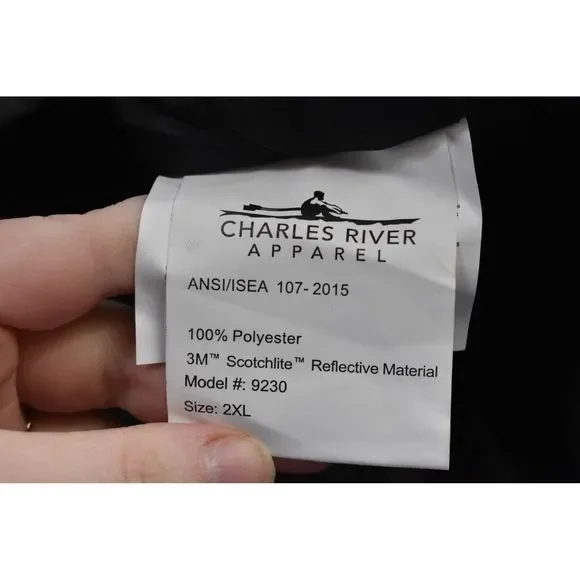 CHARLES RIVER
APPAREL
ANSI/ISEA 107-2015
100% Polyester
3M™ Scotchlite™ Reflective Material
Model #: 9230
Size: 2XL